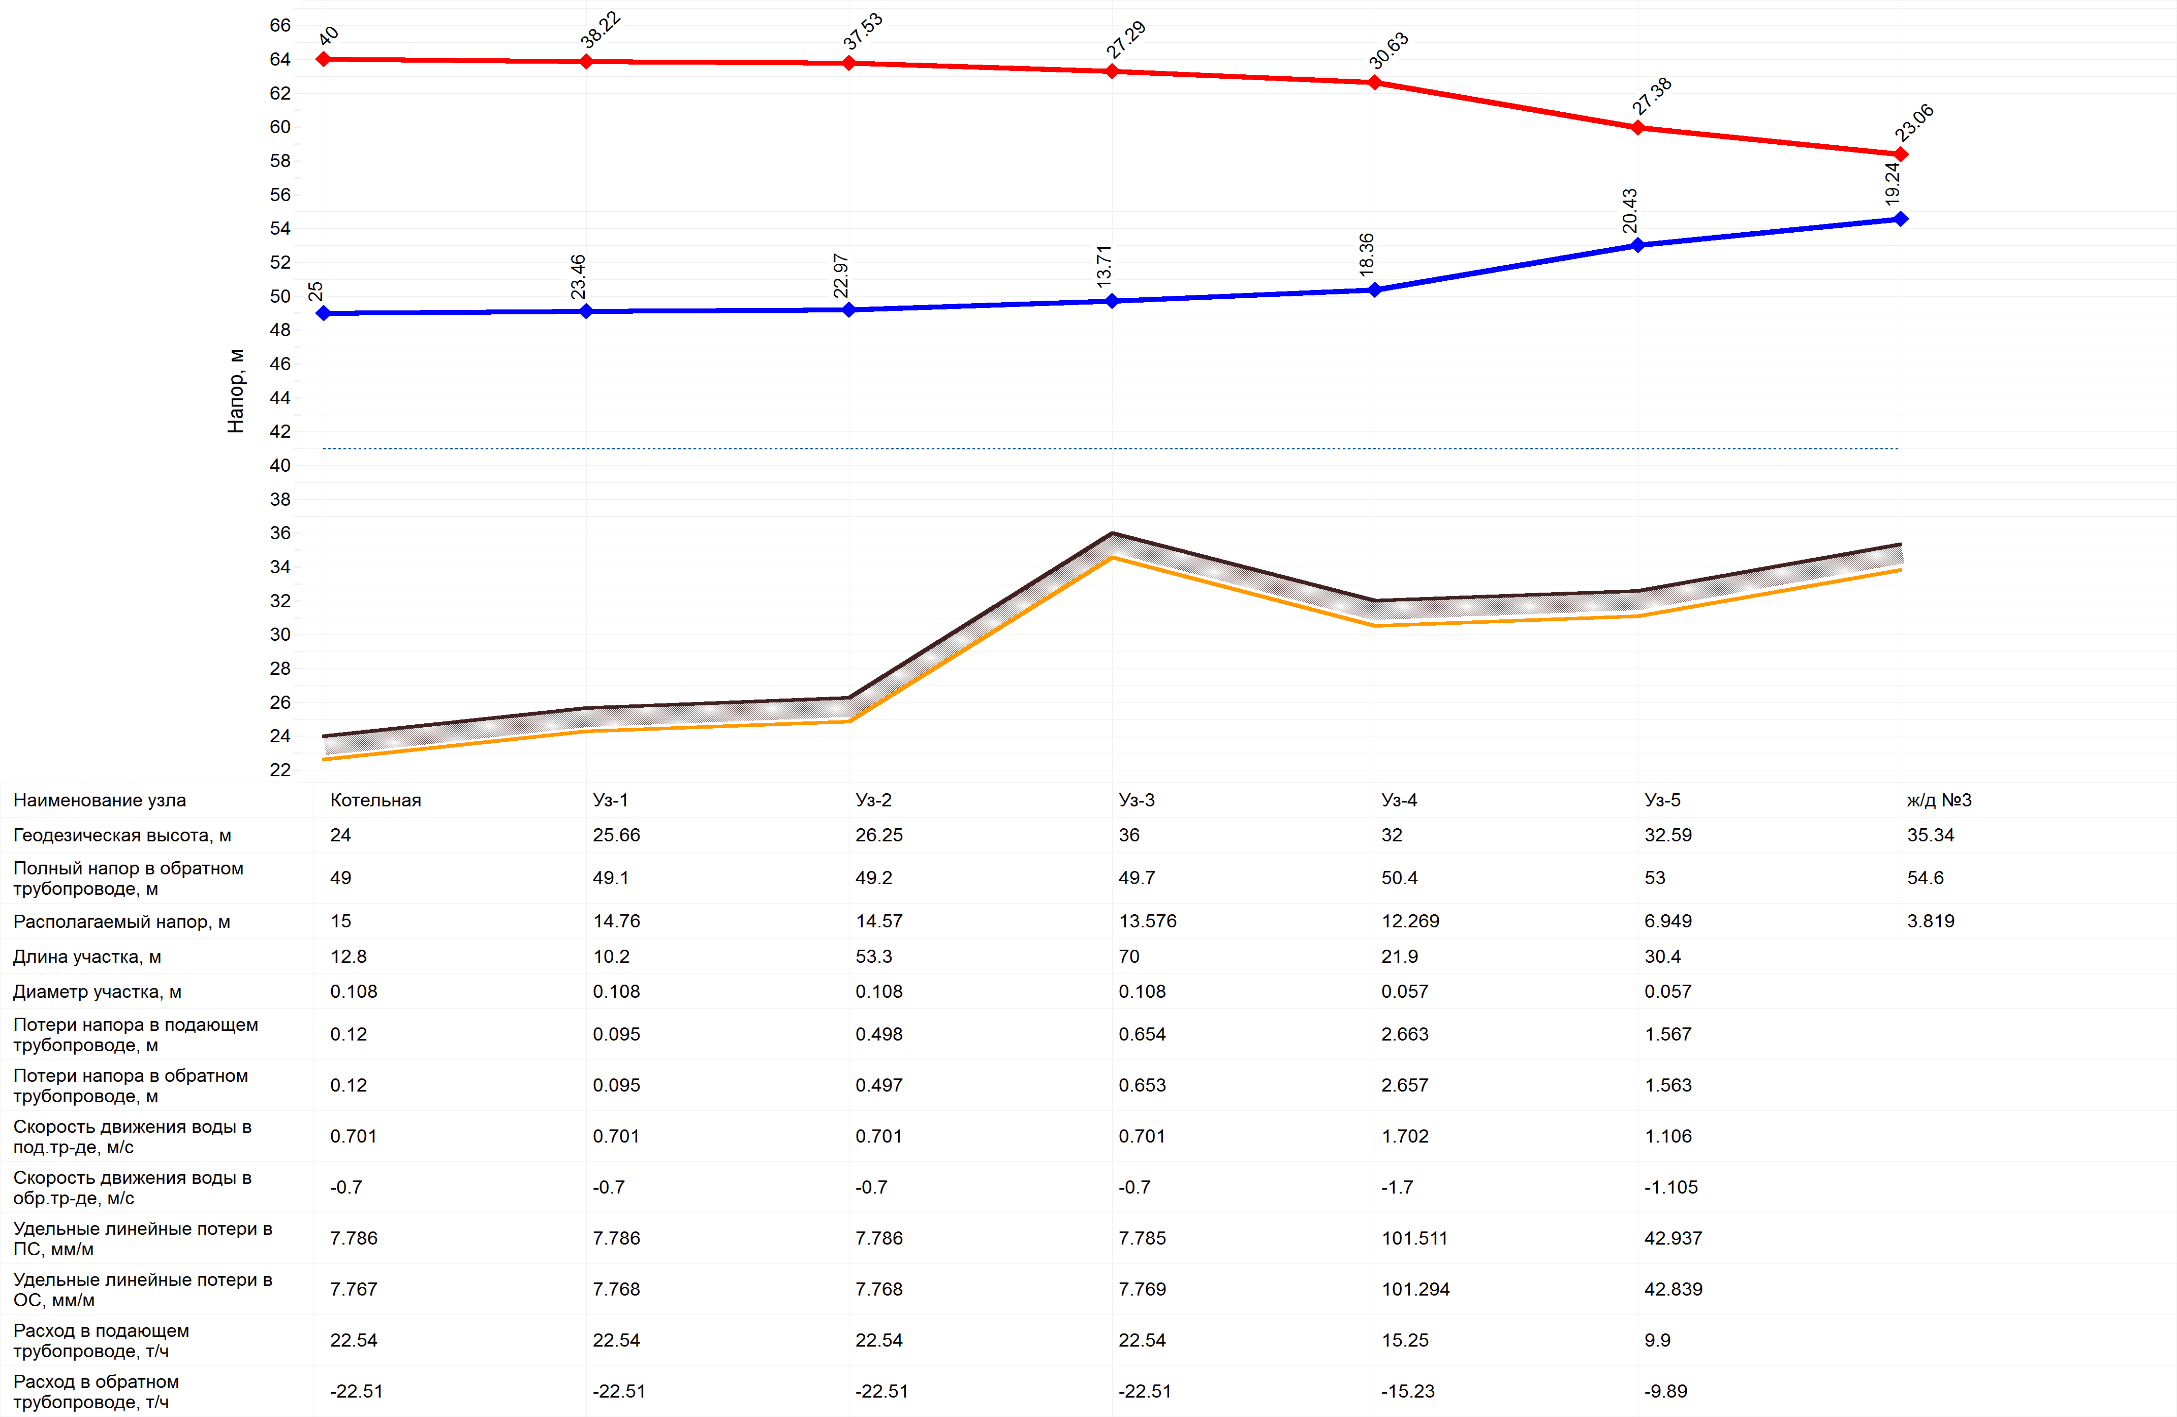 66
64
62
60
58
56
54
52
50
48
46
44
42
40
38
36
34
32
30
28
26
24
22
Напор, м
40
38.22
37.53
27.29
30.63
27.38
23.06
25
23.46
22.97
13.71
18.36
20.43
19.24
Наименование узла Котельная Уз-1 Уз-2 Уз-3 Уз-4 Уз-5 ж/д №3
Геодезическая высота, м 24 25.66 26.25 36 32 32.59 35.34
Полный напор в обратном
трубопроводе, м 49 49.1 49.2 49.7 50.4 53 54.6
Располагаемый напор, м 15 14.76 14.57 13.576 12.269 6.949 3.819
Длина участка, м 12.8 10.2 53.3 70 21.9 30.4
Диаметр участка, м 0.108 0.108 0.108 0.108 0.057 0.057
Потери напора в подающем
трубопроводе, м 0.12 0.095 0.498 0.654 2.663 1.567
Потери напора в обратном
трубопроводе, м 0.12 0.095 0.497 0.653 2.657 1.563
Скорость движения воды в
под.тр-де, м/с 0.701 0.701 0.701 0.701 1.702 1.106
Скорость движения воды в
обр.тр-де, м/с -0.7 -0.7 -0.7 -0.7 -1.7 -1.105
Удельные линейные потери в
ПС, мм/м 7.786 7.786 7.786 7.785 101.511 42.937
Удельные линейные потери в
ОС, мм/м 7.767 7.768 7.768 7.769 101.294 42.839
Расход в подающем
трубопроводе, т/ч 22.54 22.54 22.54 22.54 15.25 9.9
Расход в обратном
трубопроводе, т/ч -22.51 -22.51 -22.51 -22.51 -15.23 -9.89